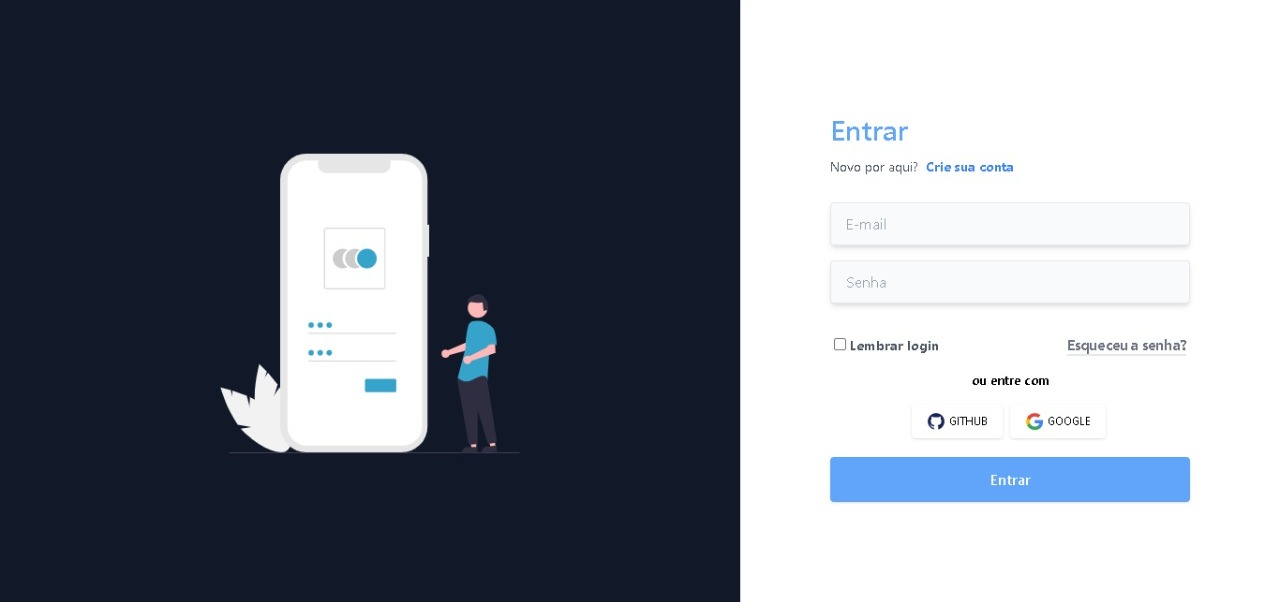 Entrar
Novo por aqui? Crie sua conta
E-mail
Senha
Lembrar login Esqueceu a senha?
ou entre com
GITHUB GOOGLE
Entrar